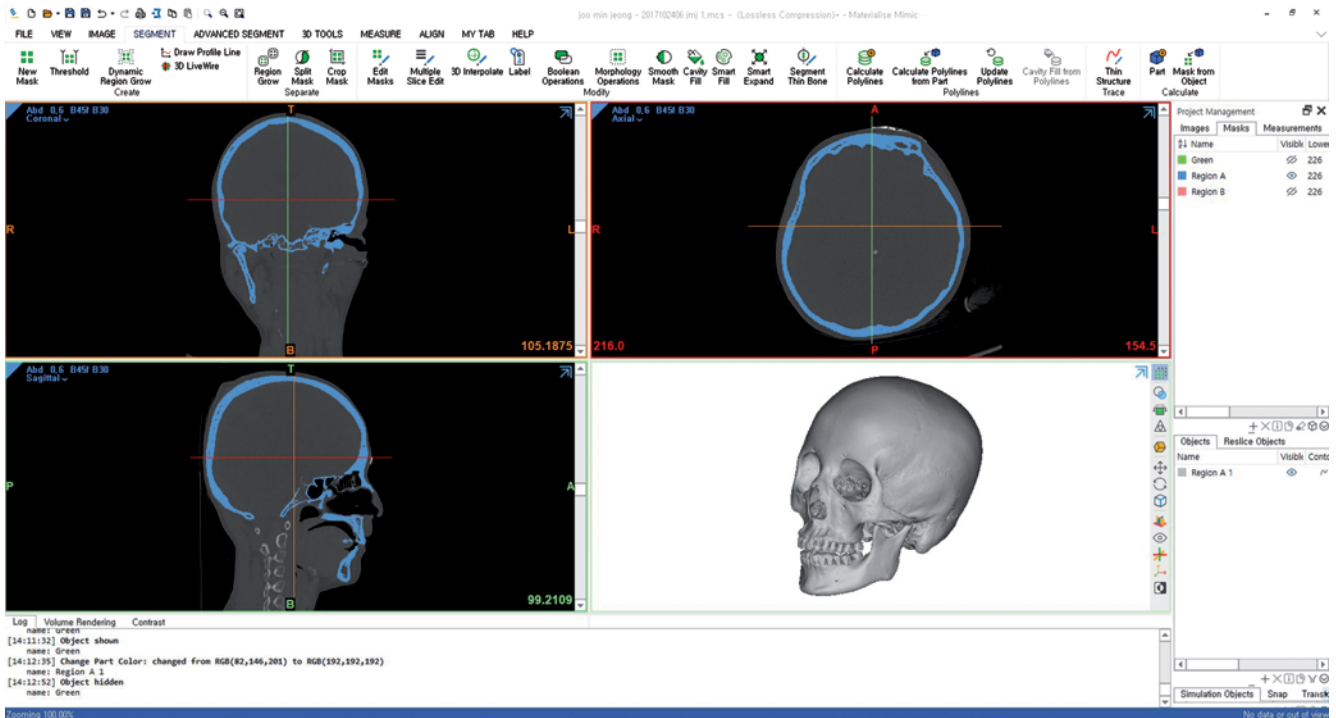 joo min jeong - 2017102406 jmj 1.mcs - (Lossless Compression)• - Materialise Mimic
FILE VIEW IMAGE SEGMENT ADVANCED SEGMENT 3D TOOLS MEASURE ALIGN MY TAB HELP
New Mask Threshold Dynamic Region Grow Draw Profile Line 3D LiveWire Region Grow Split Mask Crop Mask Edit Masks Multiple Slice Edit 3D Interpolate Label Boolean Operations Morphology Operations Smooth Mask Cavity Fill Smart Fill Smart Expand Segment Thin Bone Calculate Polylines Calculate Polylines from Part Update Polylines Cavity Fill from Polylines Thin Structure Part Mask from Object
Create Separate Modify Polylines Trace Calculate
Abd 0.6 B45f B30
Coronal
T
R
L
B
105.1875
Abd 0.6 B45f B30
Axial
A
R
L
P
216.0
154.5
Abd 0.6 B45f B30
Sagittal
T
P
A
B
99.2109
Project Management
Images Masks Measurements
Name Visible Lower
Green 226
Region A 226
Region B 226
Objects Reslice Objects
Name Visible Conto
Region A 1
Simulation Objects Snap
Log Volume Rendering Contrast
name: Green
[14:11:32] Object shown
name: Green
[14:12:35] Change Part Color: changed from RGB(82,146,201) to RGB(192,192,192)
name: Region A 1
[14:12:52] Object hidden
name: Green
Zooming 100.00%
No data or out of view